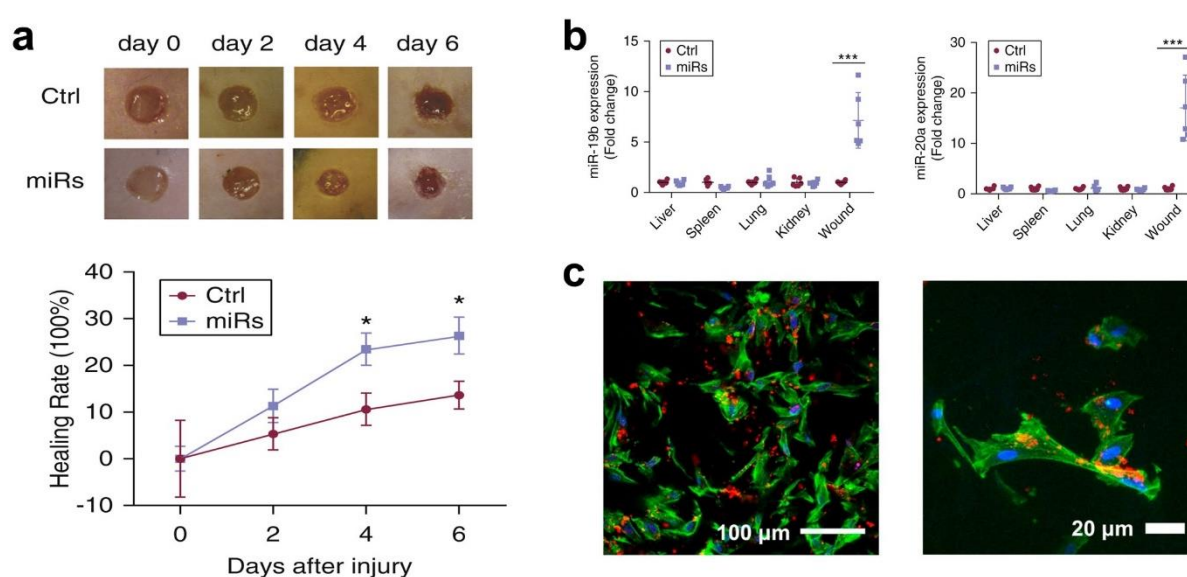 a
day 0 day 2 day 4 day 6
Ctrl
miRs
Healing Rate (100%)
40
30
20
10
0
-10
Ctrl
miRs
*
*
0 2 4 6
Days after injury
b
miR-19b expression
(Fold change)
15
10
5
0
Ctrl
miRs
***
Liver Spleen Lung Kidney Wound
miR-20a expression
(Fold change)
30
20
10
0
Ctrl
miRs
***
Liver Spleen Lung Kidney Wound
c
100 µm
20 µm